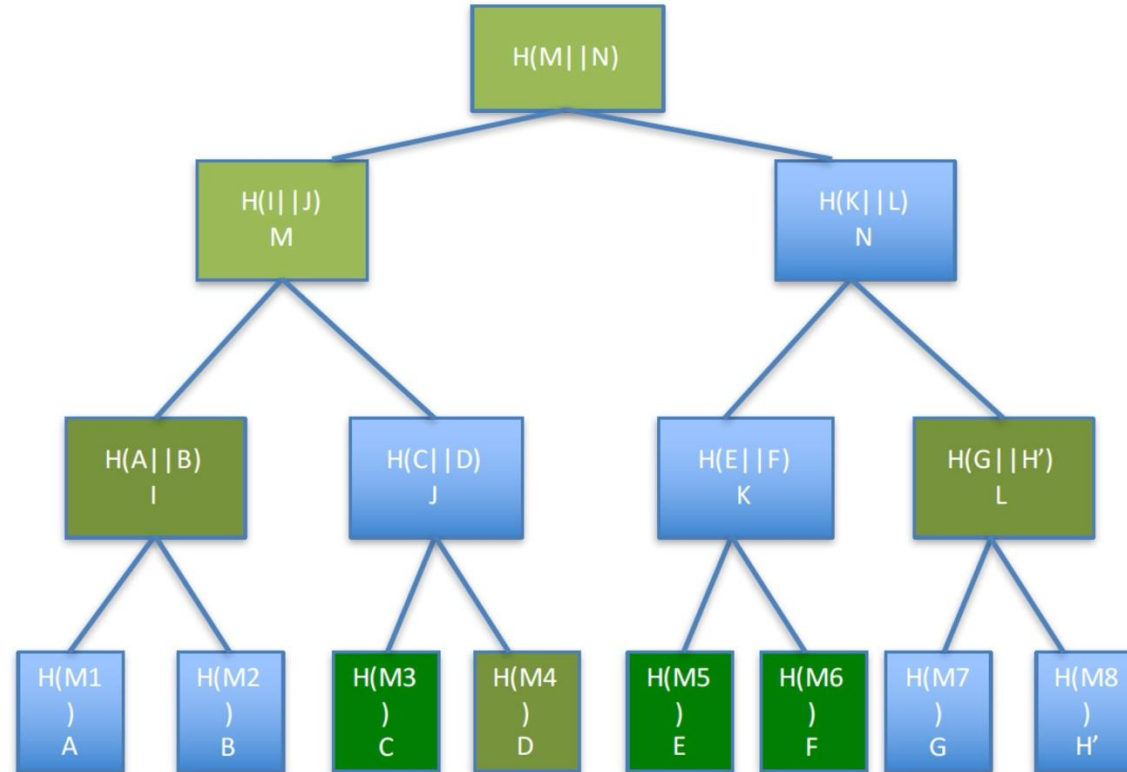 H(M||N)
H(I||J)
M
H(K||L)
N
H(A||B)
I
H(C||D)
J
H(E||F)
K
H(G||H’)
L
H(M1
)
A
H(M2
)
B
H(M3
)
C
H(M4
)
D
H(M5
)
E
H(M6
)
F
H(M7
)
G
H(M8
)
H’